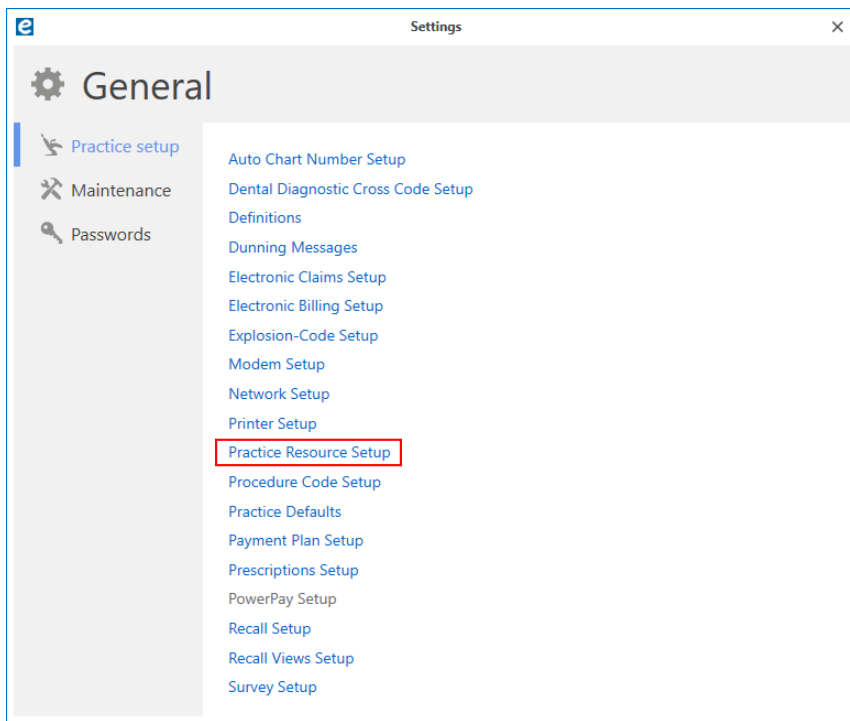 Settings
General
Practice setup
Maintenance
Passwords
Auto Chart Number Setup
Dental Diagnostic Cross Code Setup
Definitions
Dunning Messages
Electronic Claims Setup
Electronic Billing Setup
Explosion-Code Setup
Modem Setup
Network Setup
Printer Setup
Practice Resource Setup
Procedure Code Setup
Practice Defaults
Payment Plan Setup
Prescriptions Setup
PowerPay Setup
Recall Setup
Recall Views Setup
Survey Setup